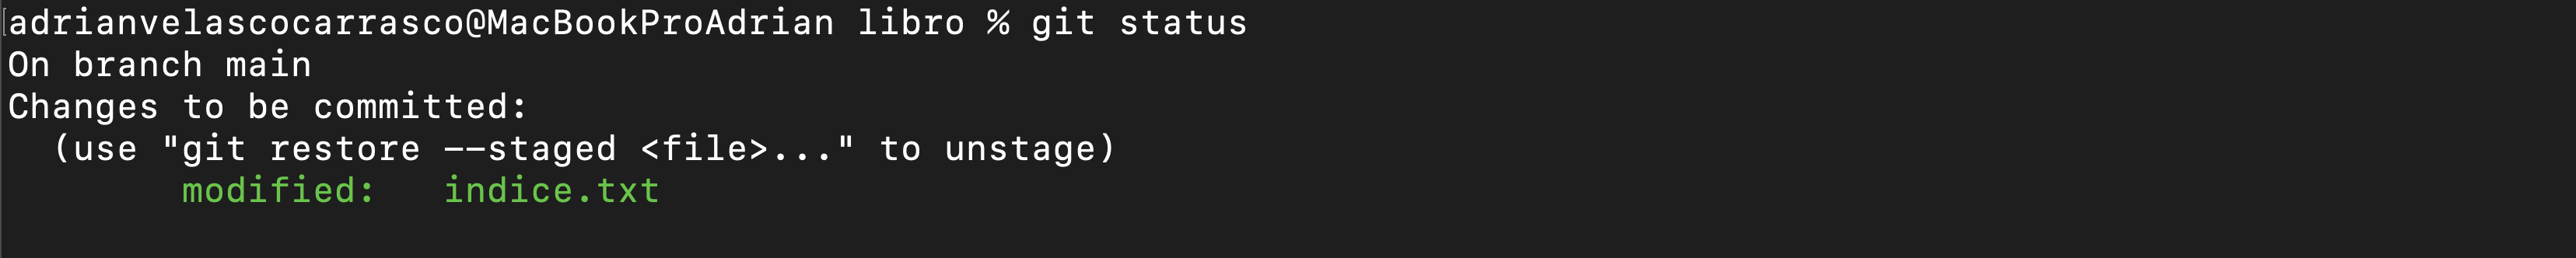 [adrianvelascocarrasco@MacBookProAdrian libro % git status
On branch main
Changes to be committed:
  (use "git restore --staged <file>..." to unstage)
        modified:   indice.txt